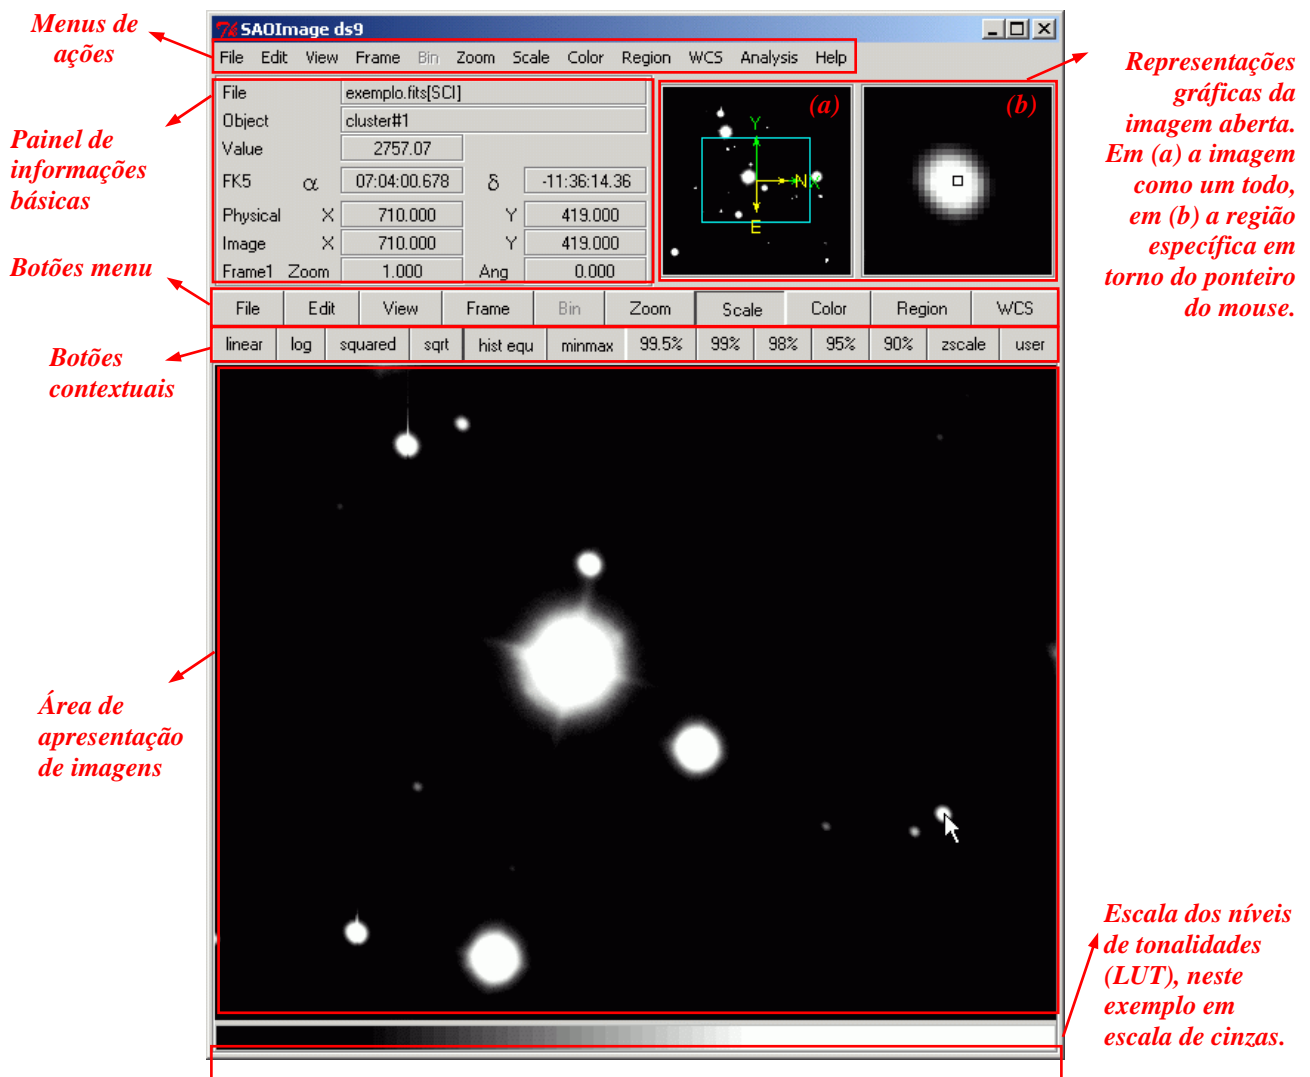 Menus de
ações
SAOImage ds9
File Edit View Frame Bin Zoom Scale Color Region WCS Analysis Help
File exemplo.fits[SCI]
Object cluster#1
Value 2757.07
FK5 α 07:04:00.678 δ -11:36:14.36
Physical X 710.000 Y 419.000
Image X 710.000 Y 419.000
Frame1 Zoom 1.000 Ang 0.000
(a)
Y
N X
E
(b)
Representações
gráficas da
imagem aberta.
Em (a) a imagem
como um todo,
em (b) a região
específica em
torno do ponteiro
do mouse.
Painel de
informações
básicas
Botões menu
File Edit View Frame Bin Zoom Scale Color Region WCS
linear log squared sqrt hist equ minmax 99.5% 99% 98% 95% 90% zscale user
Botões
contextuais
Área de
apresentação
de imagens
Escala dos níveis
de tonalidades
(LUT), neste
exemplo em
escala de cinzas.